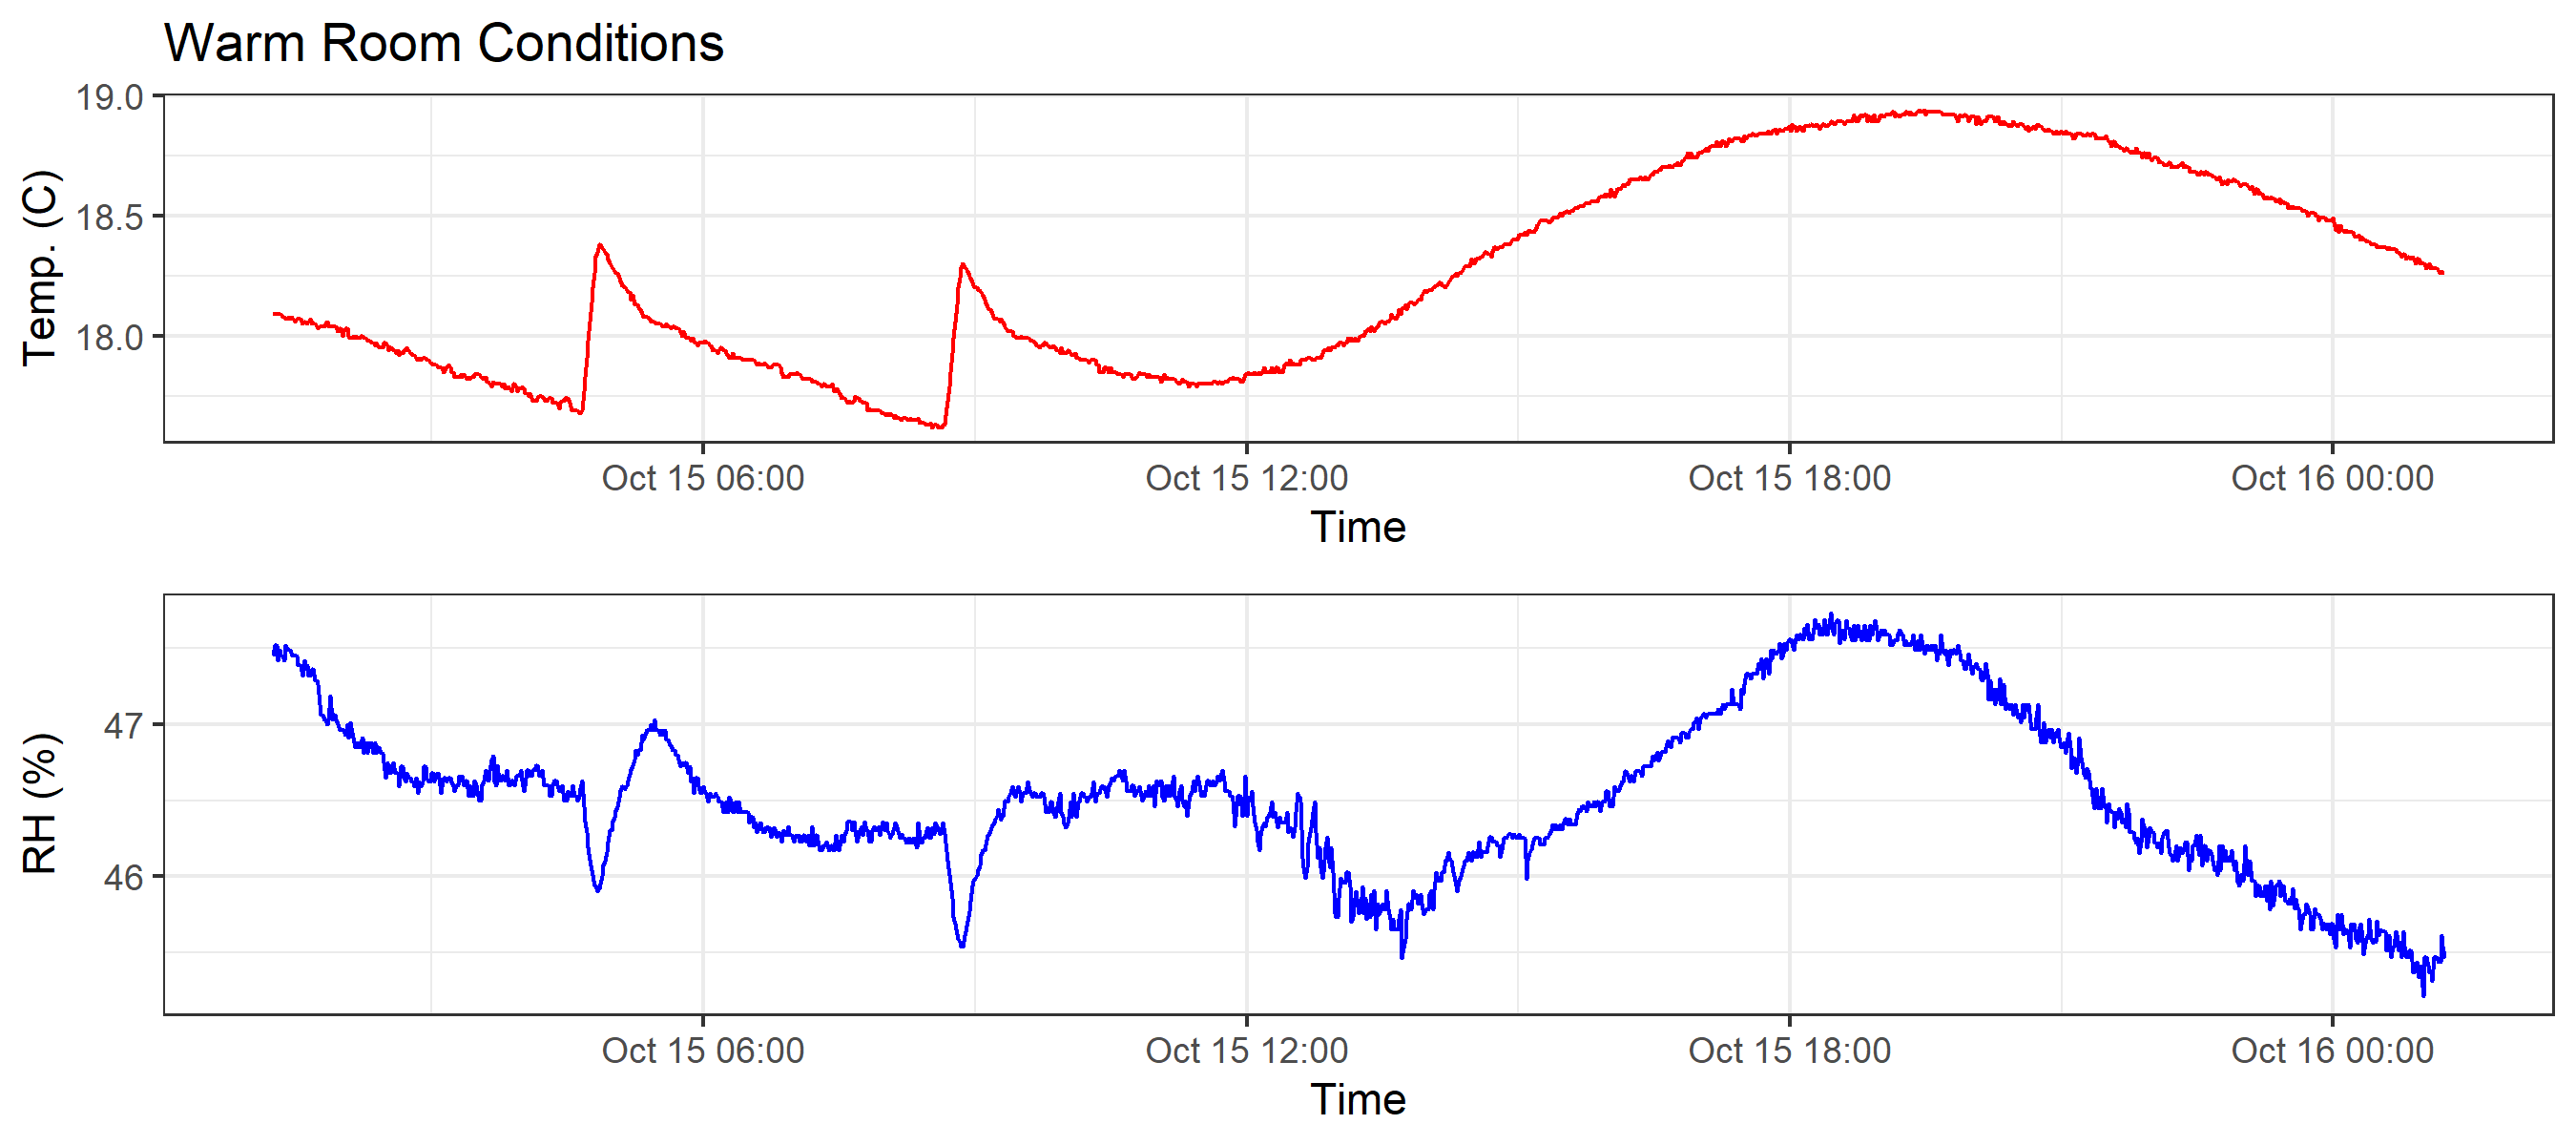 Warm Room Conditions
Temp. (C)
19.0
18.5
18.0
Oct 15 06:00 Oct 15 12:00 Oct 15 18:00 Oct 16 00:00
Time
RH (%)
47
46
Oct 15 06:00 Oct 15 12:00 Oct 15 18:00 Oct 16 00:00
Time